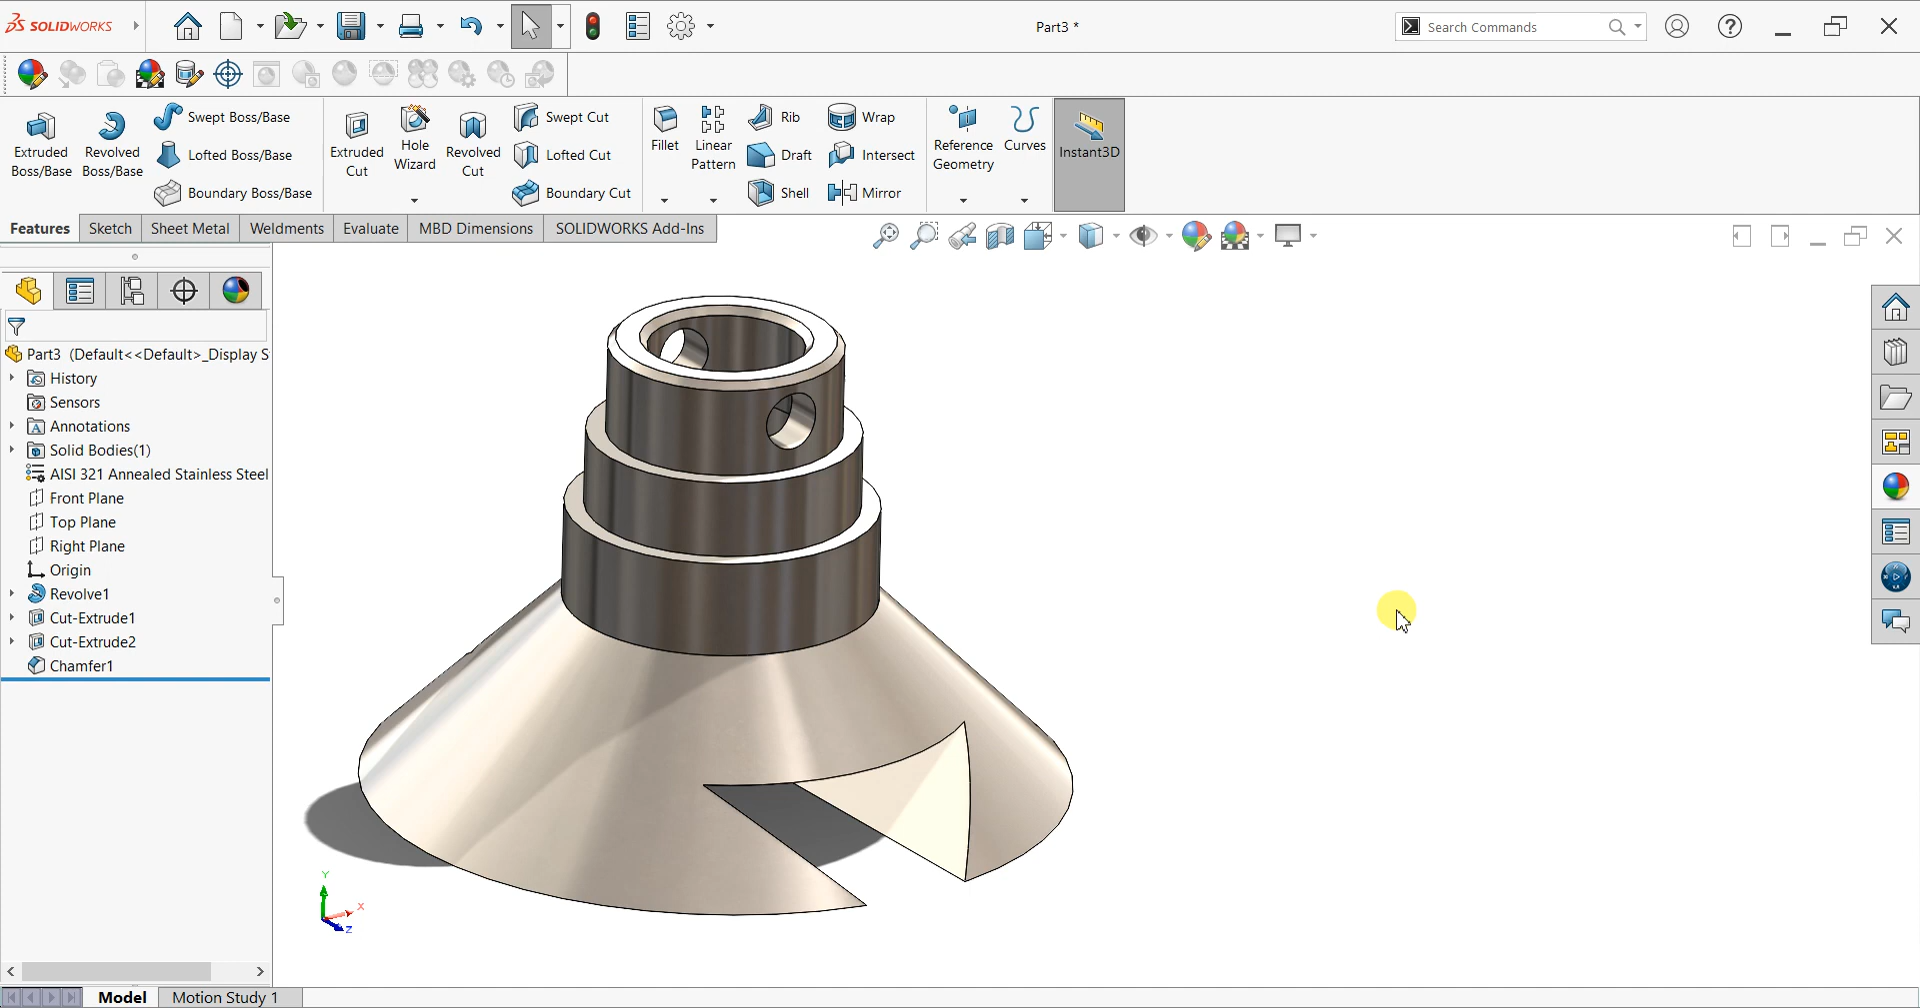 SOLIDWORKS
Part3 *
Search Commands
Extruded Boss/Base
Revolved Boss/Base
Swept Boss/Base
Lofted Boss/Base
Boundary Boss/Base
Extruded Cut
Hole Wizard
Revolved Cut
Swept Cut
Lofted Cut
Boundary Cut
Fillet
Linear Pattern
Rib
Draft
Shell
Wrap
Intersect
Mirror
Reference Geometry
Curves
Instant3D
Features
Sketch
Sheet Metal
Weldments
Evaluate
MBD Dimensions
SOLIDWORKS Add-Ins
Part3 (Default<<Default>_Display S
History
Sensors
Annotations
Solid Bodies(1)
AISI 321 Annealed Stainless Steel
Front Plane
Top Plane
Right Plane
Origin
Revolve1
Cut-Extrude1
Cut-Extrude2
Chamfer1
Y
X
Z
Model
Motion Study 1